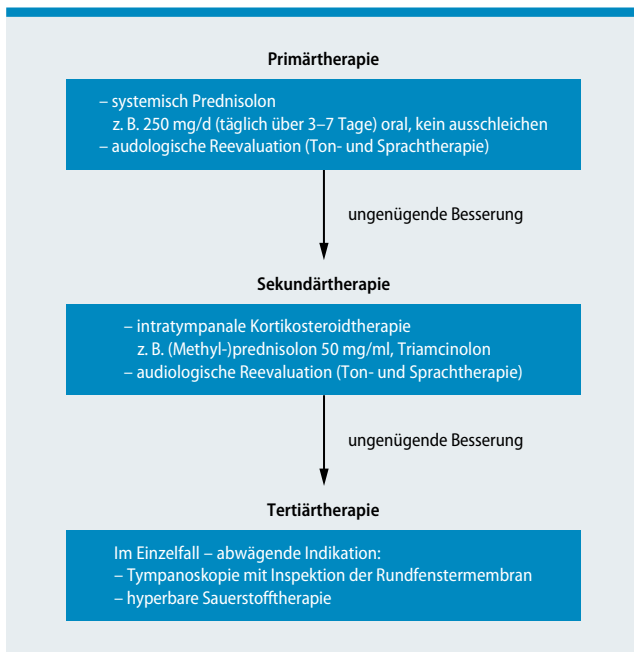 Primärtherapie
– systemisch Prednisolon
z. B. 250 mg/d (täglich über 3–7 Tage) oral, kein ausschleichen
– audologische Reevaluation (Ton- und Sprachtherapie)
ungenügende Besserung
Sekundärtherapie
– intratympanale Kortikosteroidtherapie
z. B. (Methyl-)prednisolon 50 mg/ml, Triamcinolon
– audiologische Reevaluation (Ton- und Sprachtherapie)
ungenügende Besserung
Tertiärtherapie
Im Einzelfall – abwägende Indikation:
– Tympanoskopie mit Inspektion der Rundfenstermembran
– hyperbare Sauerstofftherapie